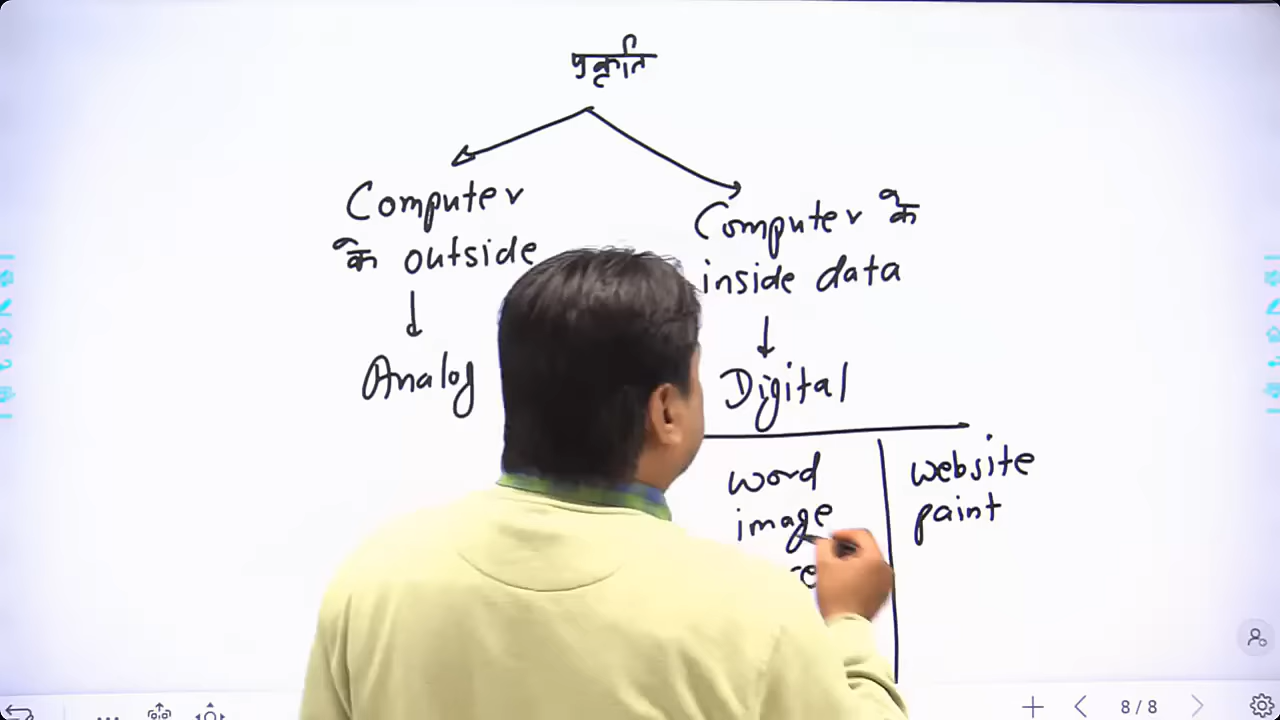 प्रकृति
Computer
के outside
Analog
Computer के
inside data
Digital
word
image
website
paint
8/8